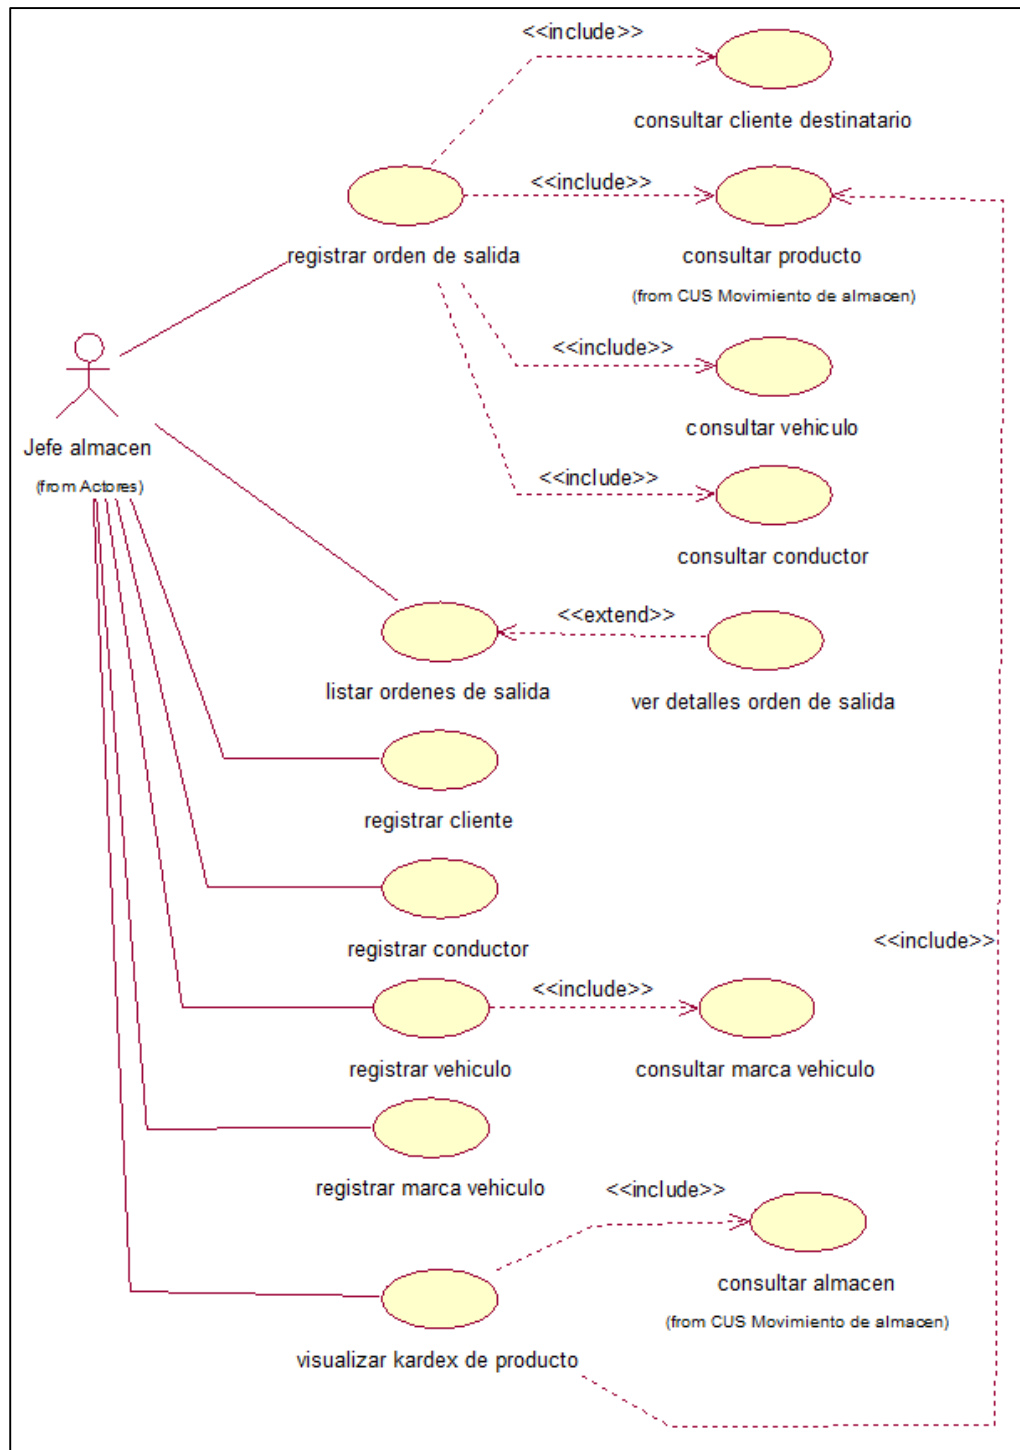 <<include>>
consultar cliente destinatario
<<include>>
registrar orden de salida
consultar producto
(from CUS Movimiento de almacen)
<<include>>
consultar vehiculo
Jefe almacen
(from Actores)
<<include>>
consultar conductor
<<extend>>
listar ordenes de salida
ver detalles orden de salida
registrar cliente
registrar conductor
<<include>>
<<include>>
registrar vehiculo
consultar marca vehiculo
registrar marca vehiculo
<<include>>
consultar almacen
(from CUS Movimiento de almacen)
visualizar kardex de producto